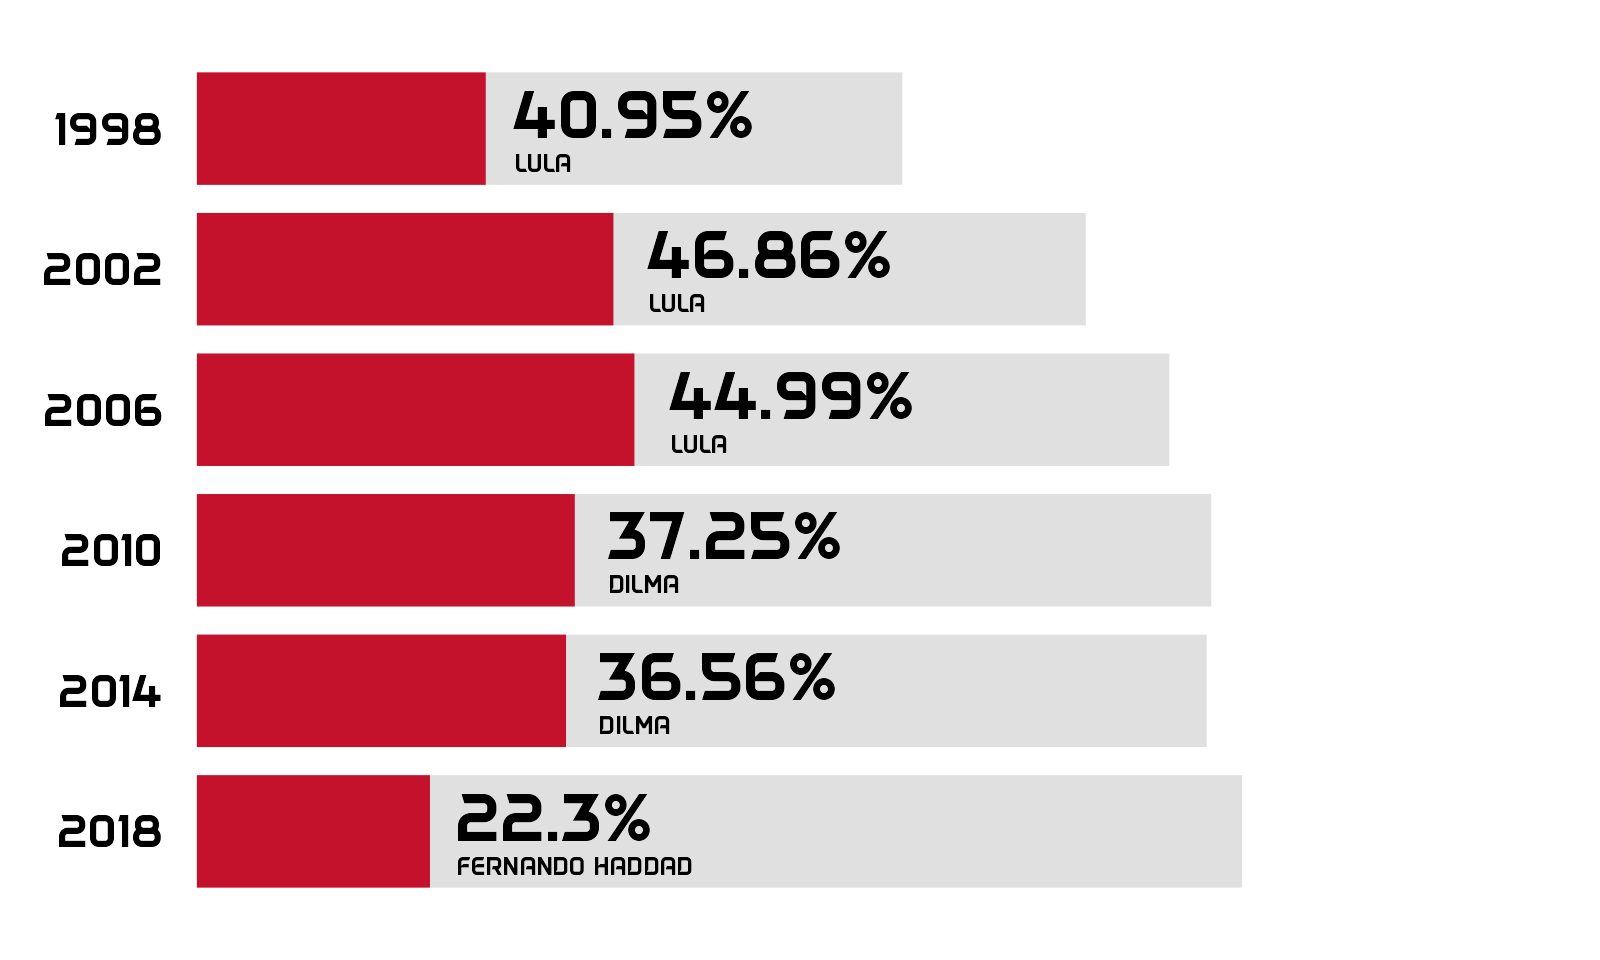 1998
40.95%
LULA
2002
46.86%
LULA
2006
44.99%
LULA
2010
37.25%
DILMA
2014
36.56%
DILMA
2018
22.3%
FERNANDO HADDAD